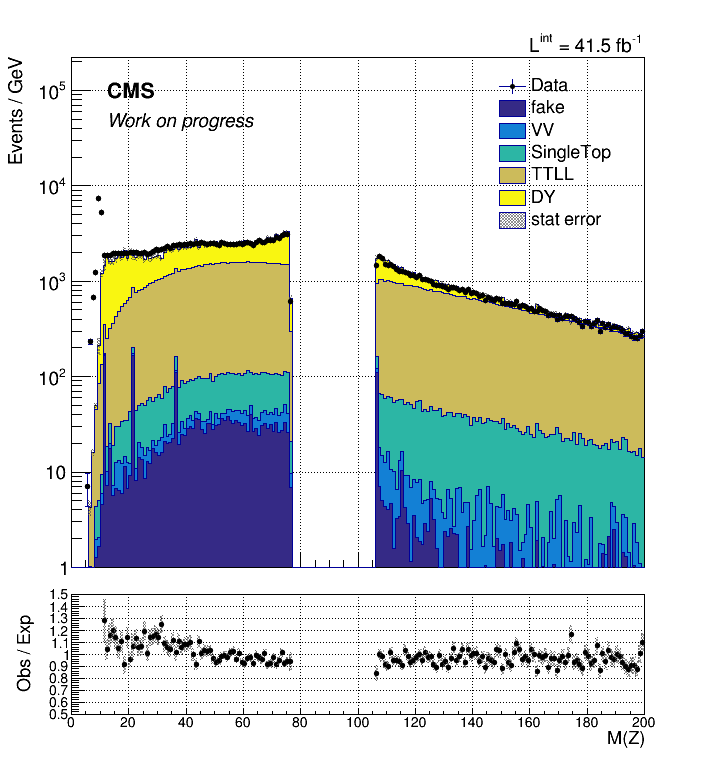 L^int = 41.5 fb^-1
Events / GeV
CMS
Work on progress
Data
fake
VV
SingleTop
TTLL
DY
stat error
10^5
10^4
10^3
10^2
10
1
Obs / Exp
1.5
1.4
1.3
1.2
1.1
1
0.9
0.8
0.7
0.6
0.5
0 20 40 60 80 100 120 140 160 180 200
M(Z)